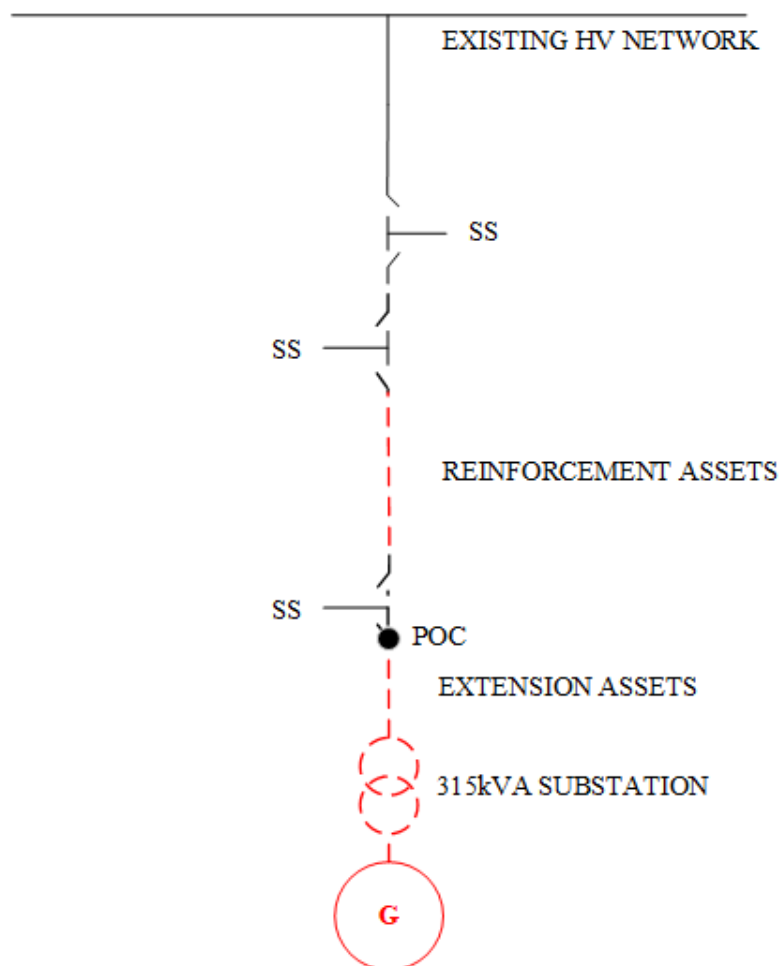 EXISTING HV NETWORK
SS
SS
REINFORCEMENT ASSETS
SS
POC
EXTENSION ASSETS
315kVA SUBSTATION
G